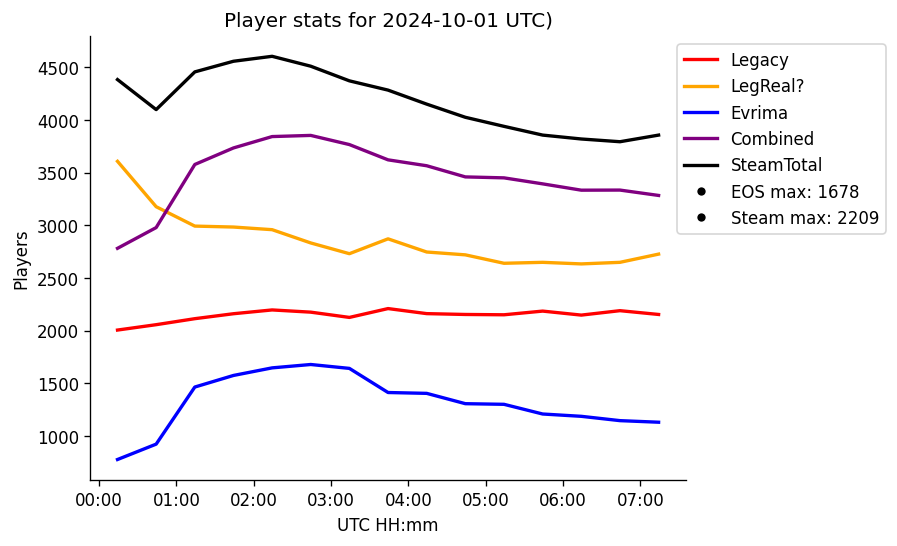 Player stats for 2024-10-01 UTC)
Legacy
LegReal?
Evrima
Combined
SteamTotal
EOS max: 1678
Steam max: 2209
Players
4500
4000
3500
3000
2500
2000
1500
1000
00:00
01:00
02:00
03:00
04:00
05:00
06:00
07:00
UTC HH:mm